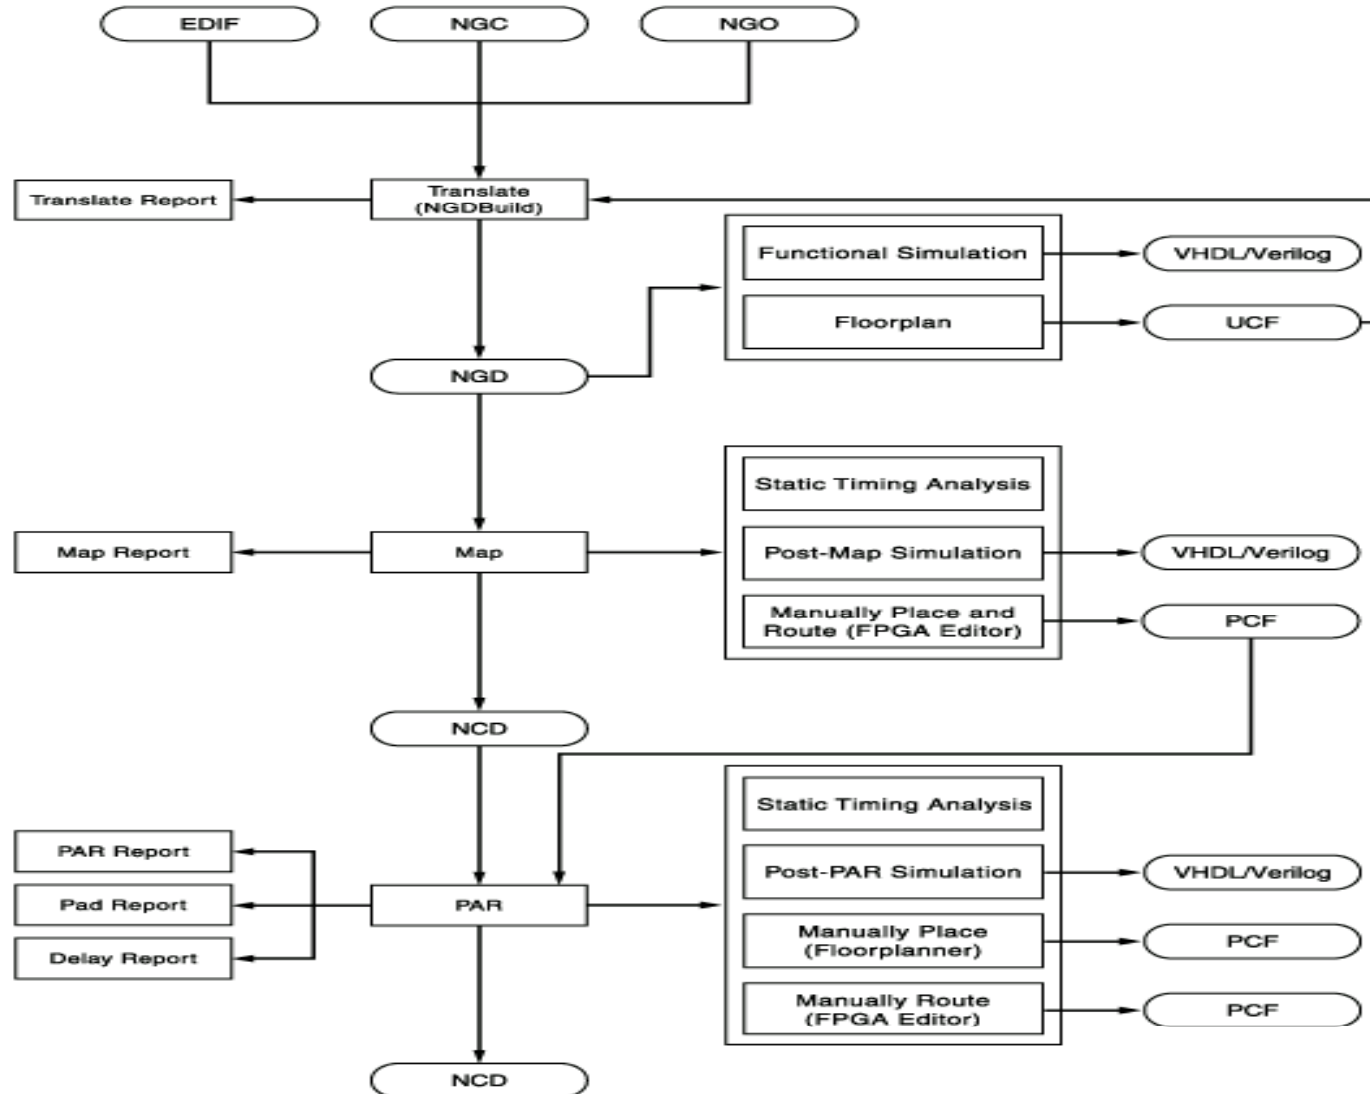 EDIF
NGC
NGO
Translate Report
Translate
(NGDBuild)
Functional Simulation
VHDL/Verilog
Floorplan
UCF
NGD
Static Timing Analysis
Map Report
Map
Post-Map Simulation
VHDL/Verilog
Manually Place and
Route (FPGA Editor)
PCF
NCD
Static Timing Analysis
PAR Report
Post-PAR Simulation
VHDL/Verilog
Pad Report
PAR
Manually Place
(Floorplanner)
PCF
Delay Report
Manually Route
(FPGA Editor)
PCF
NCD